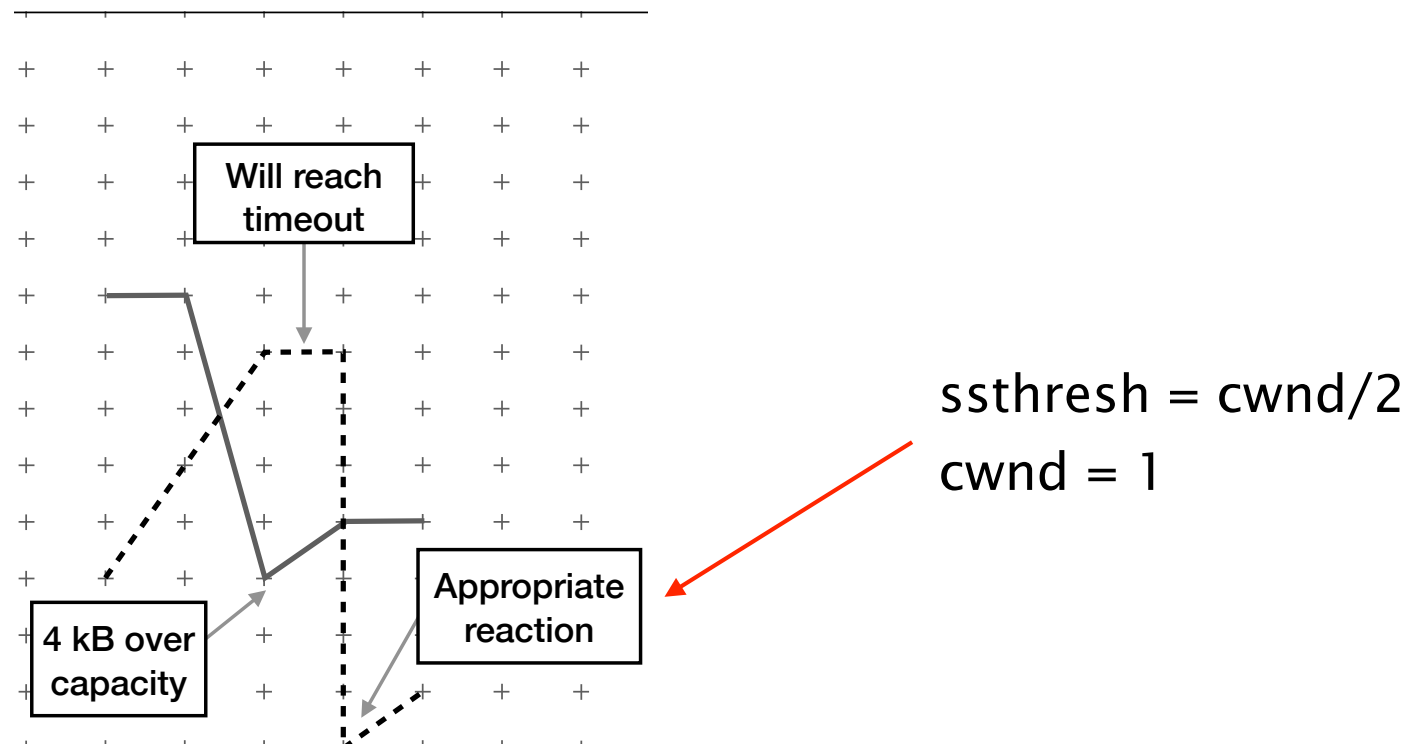 Will reach
timeout
ssthresh = cwnd/2
cwnd = 1
Appropriate
reaction
4 kB over
capacity